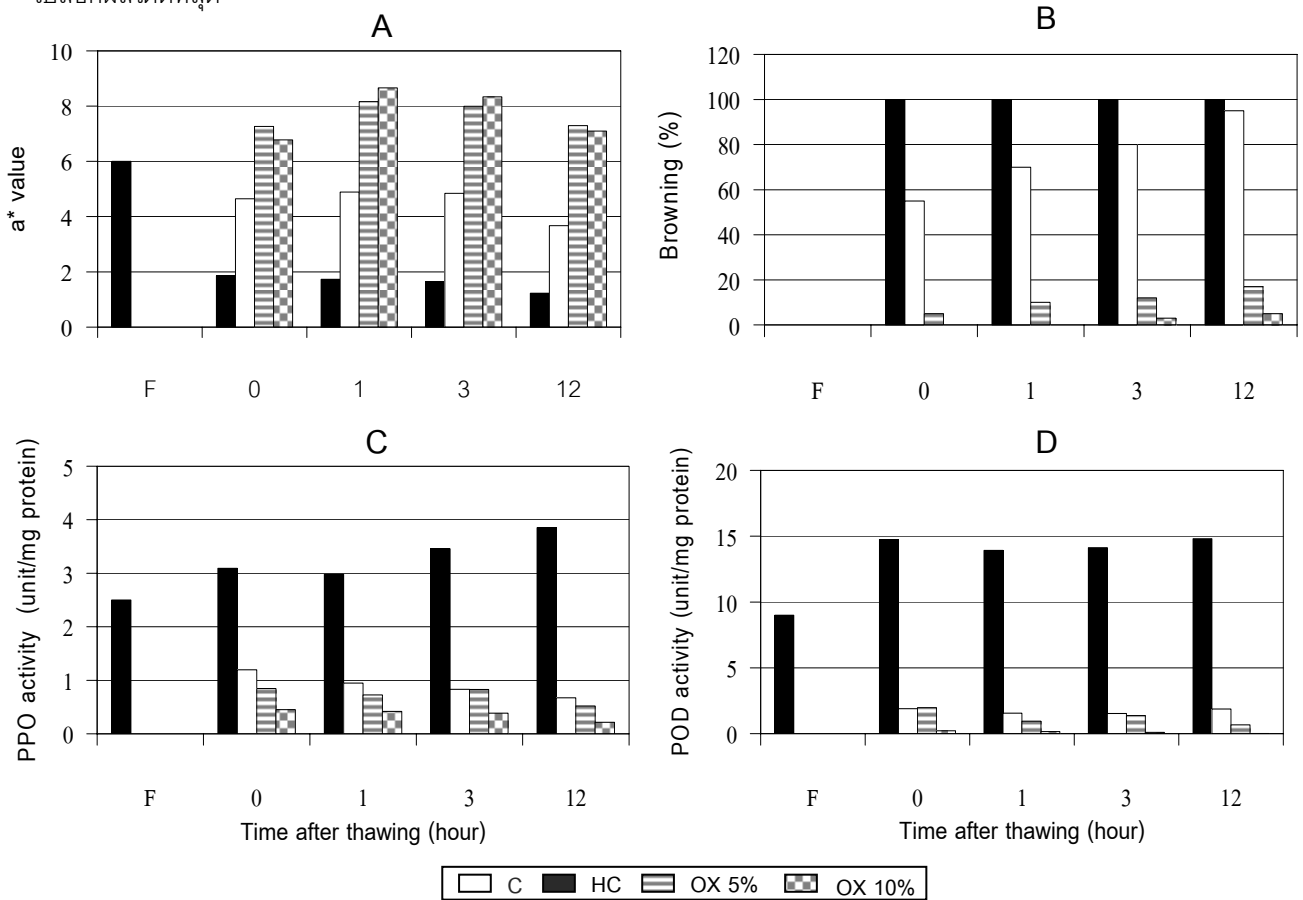 A
a* value
10
8
6
4
2
0
F 0 1 3 12
B
Browning (%)
120
100
80
60
40
20
0
F 0 1 3 12
C
PPO activity (unit/mg protein)
5
4
3
2
1
0
F 0 1 3 12
Time after thawing (hour)
D
POD activity (unit/mg protein)
20
15
10
5
0
F 0 1 3 12
Time after thawing (hour)
C HC OX 5% OX 10%